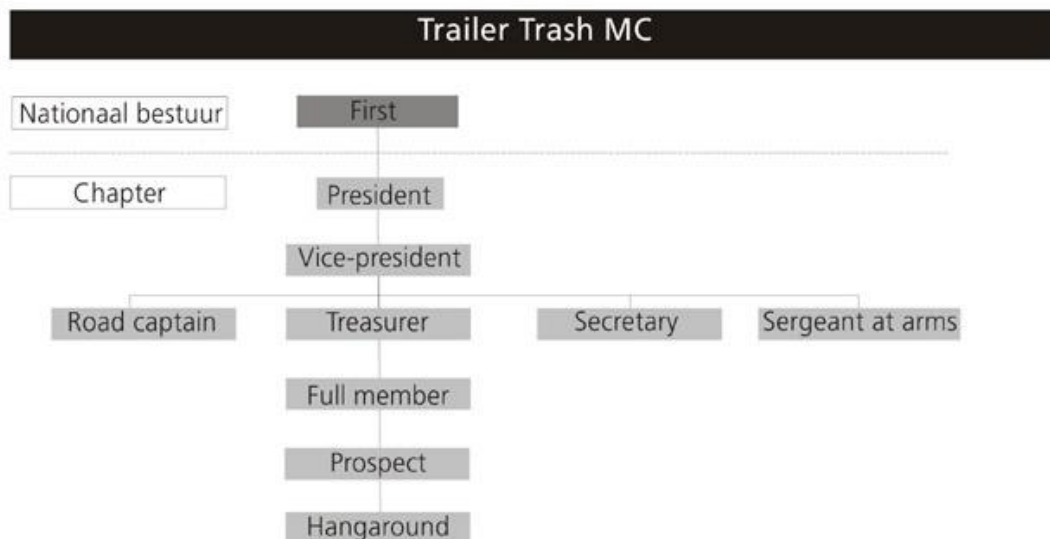 Trailer Trash MC
Nationaal bestuur
First
Chapter
President
Vice-president
Road captain
Treasurer
Secretary
Sergeant at arms
Full member
Prospect
Hangaround